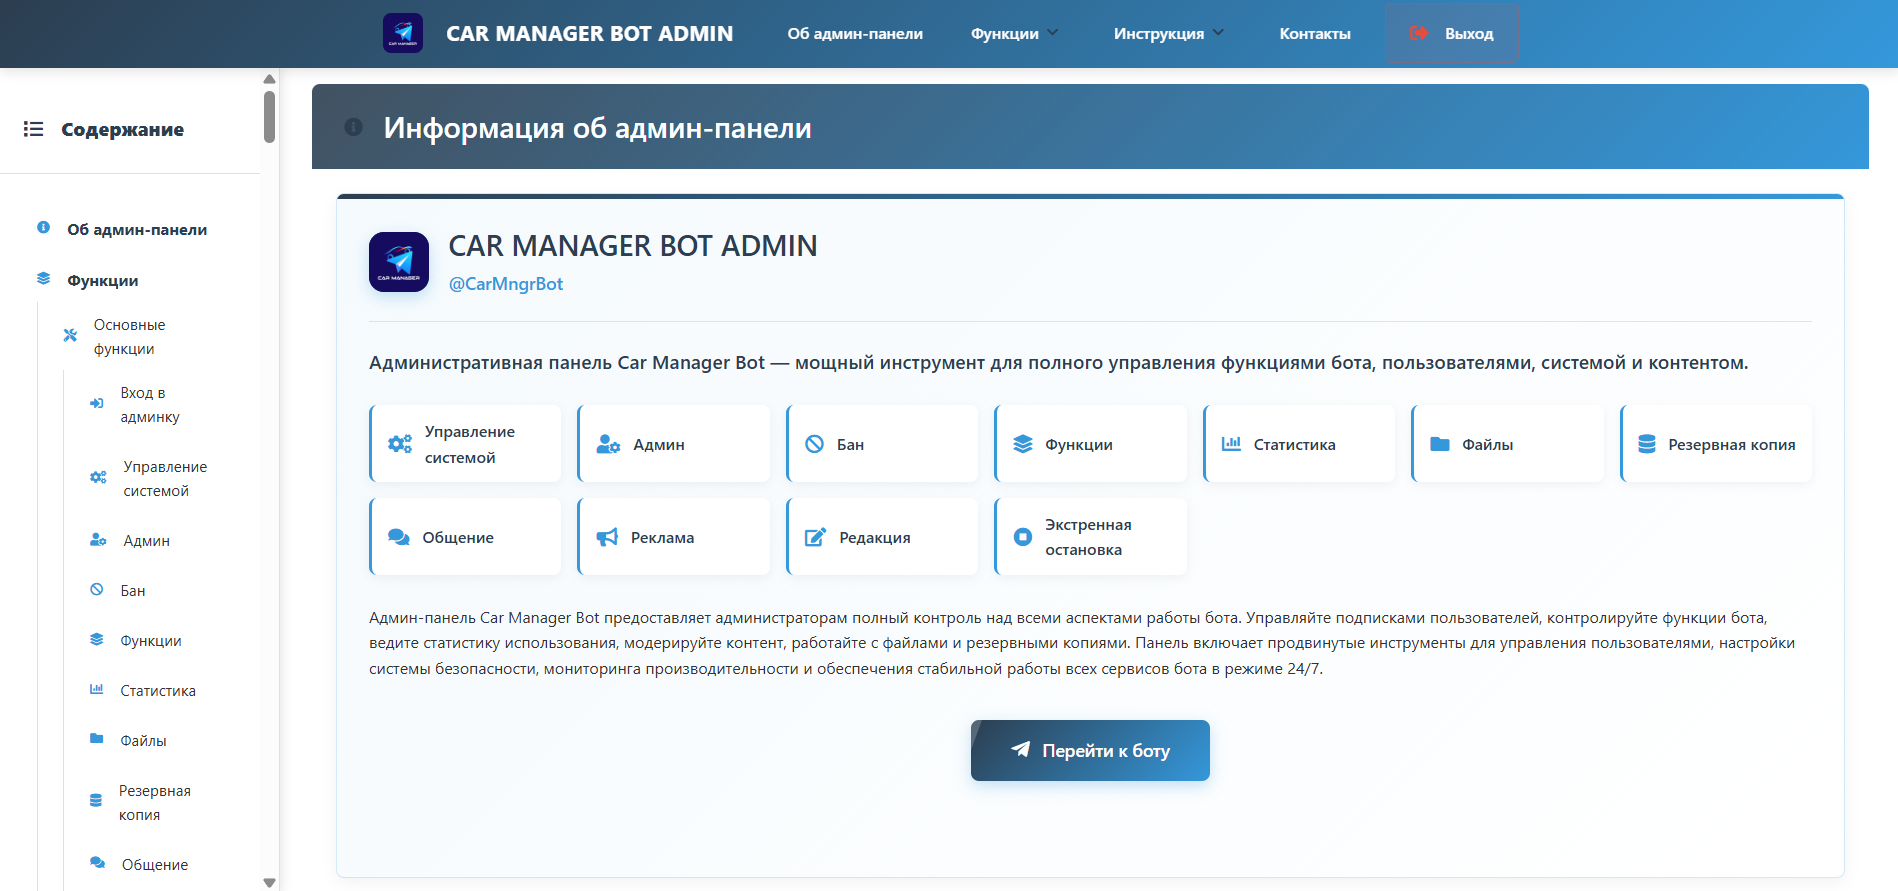 CAR MANAGER
CAR MANAGER BOT ADMIN
Об админ-панели
Функции
Инструкция
Контакты
Выход
Содержание
Об админ-панели
Функции
Основные
функции
Вход в
админку
Управление
системой
Админ
Бан
Функции
Статистика
Файлы
Резервная
копия
Общение
Информация об админ-панели
CAR MANAGER
CAR MANAGER BOT ADMIN
@CarMngrBot
Административная панель Car Manager Bot — мощный инструмент для полного управления функциями бота, пользователями, системой и контентом.
Управление
системой
Админ
Бан
Функции
Статистика
Файлы
Резервная копия
Общение
Реклама
Редакция
Экстренная
остановка
Админ-панель Car Manager Bot предоставляет администраторам полный контроль над всеми аспектами работы бота. Управляйте подписками пользователей, контролируйте функции бота,
ведите статистику использования, модерируйте контент, работайте с файлами и резервными копиями. Панель включает продвинутые инструменты для управления пользователями, настройки
системы безопасности, мониторинга производительности и обеспечения стабильной работы всех сервисов бота в режиме 24/7.
Перейти к боту